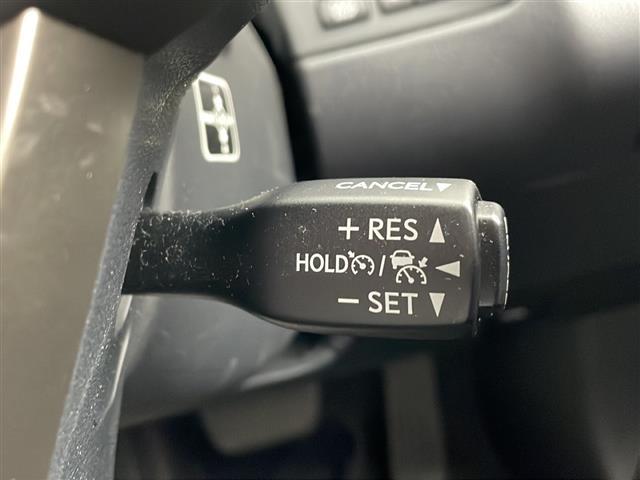 CANCEL▼
+ RES ▲
HOLD / ◀
− SET ▼